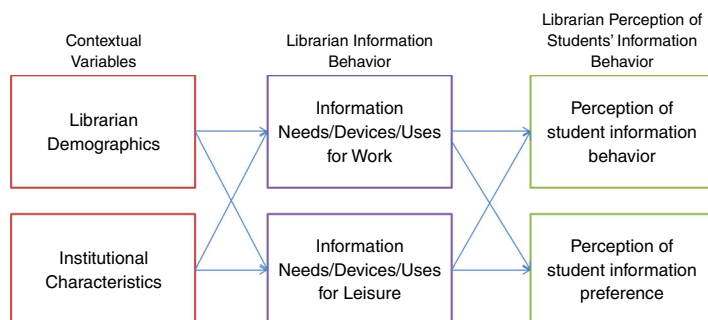 Contextual
Variables
Librarian Information
Behavior
Librarian Perception of
Students' Information
Behavior
Librarian
Demographics
Information
Needs/Devices/Uses
for Work
Perception of
student information
behavior
Institutional
Characteristics
Information
Needs/Devices/Uses
for Leisure
Perception of
student information
preference